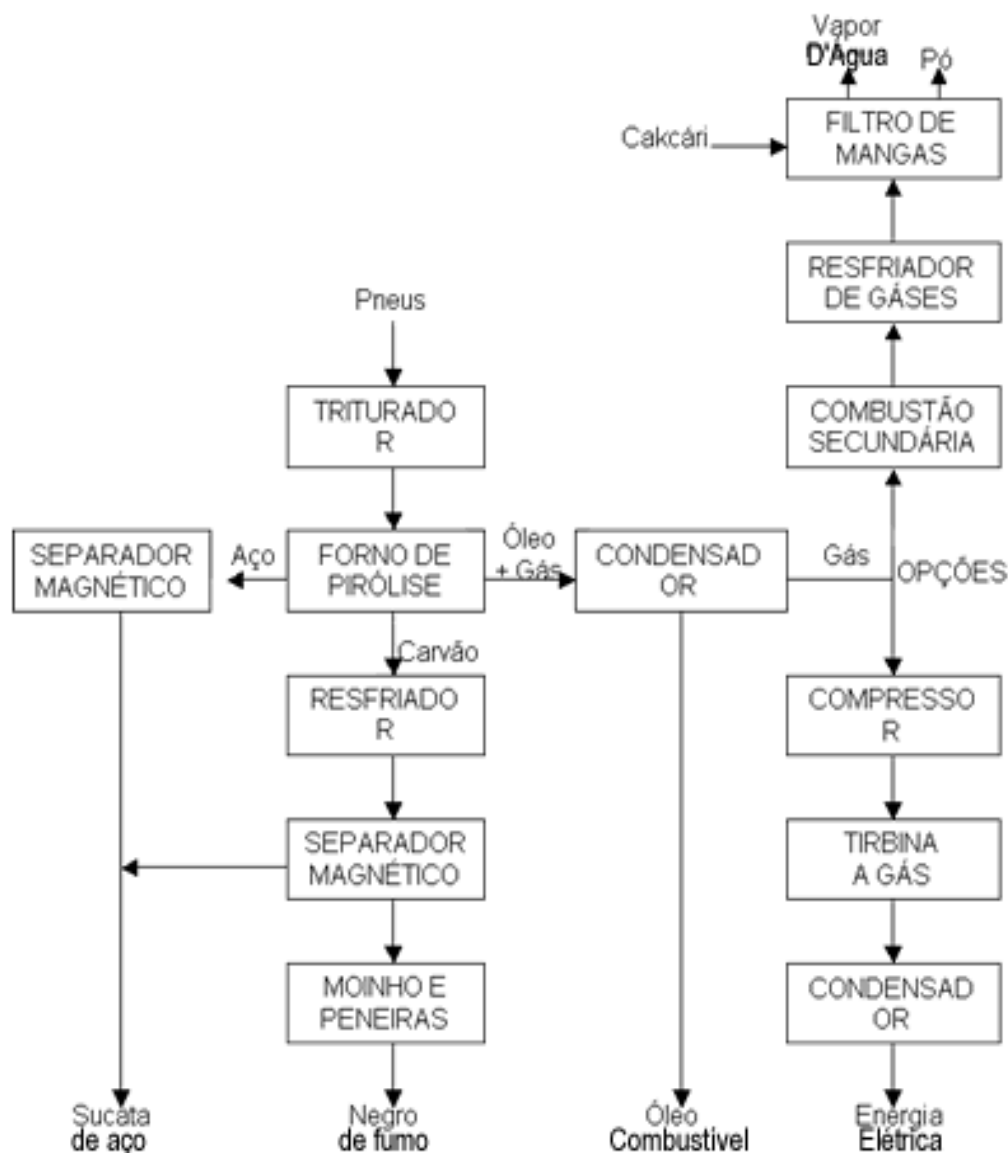 Vapor
D'Água
Pó
Cakcári
FILTRO DE
MANGAS
RESFRIADOR
DE GÁSES
Pneus
TRITURADO
R
COMBUSTÃO
SECUNDÁRIA
SEPARADOR
MAGNÉTICO
Aço
FORNO DE
PIRÓLISE
Óleo
+ Gás
CONDENSAD
OR
Gás
OPÇÕES
Carvão
RESFRIADO
R
COMPRESSO
R
SEPARADOR
MAGNÉTICO
TIRBINA
A GÁS
MOINHO E
PENEIRAS
CONDENSAD
OR
Sucata
de aço
Negro
de fumo
Óleo
Combustível
Energia
Elétrica